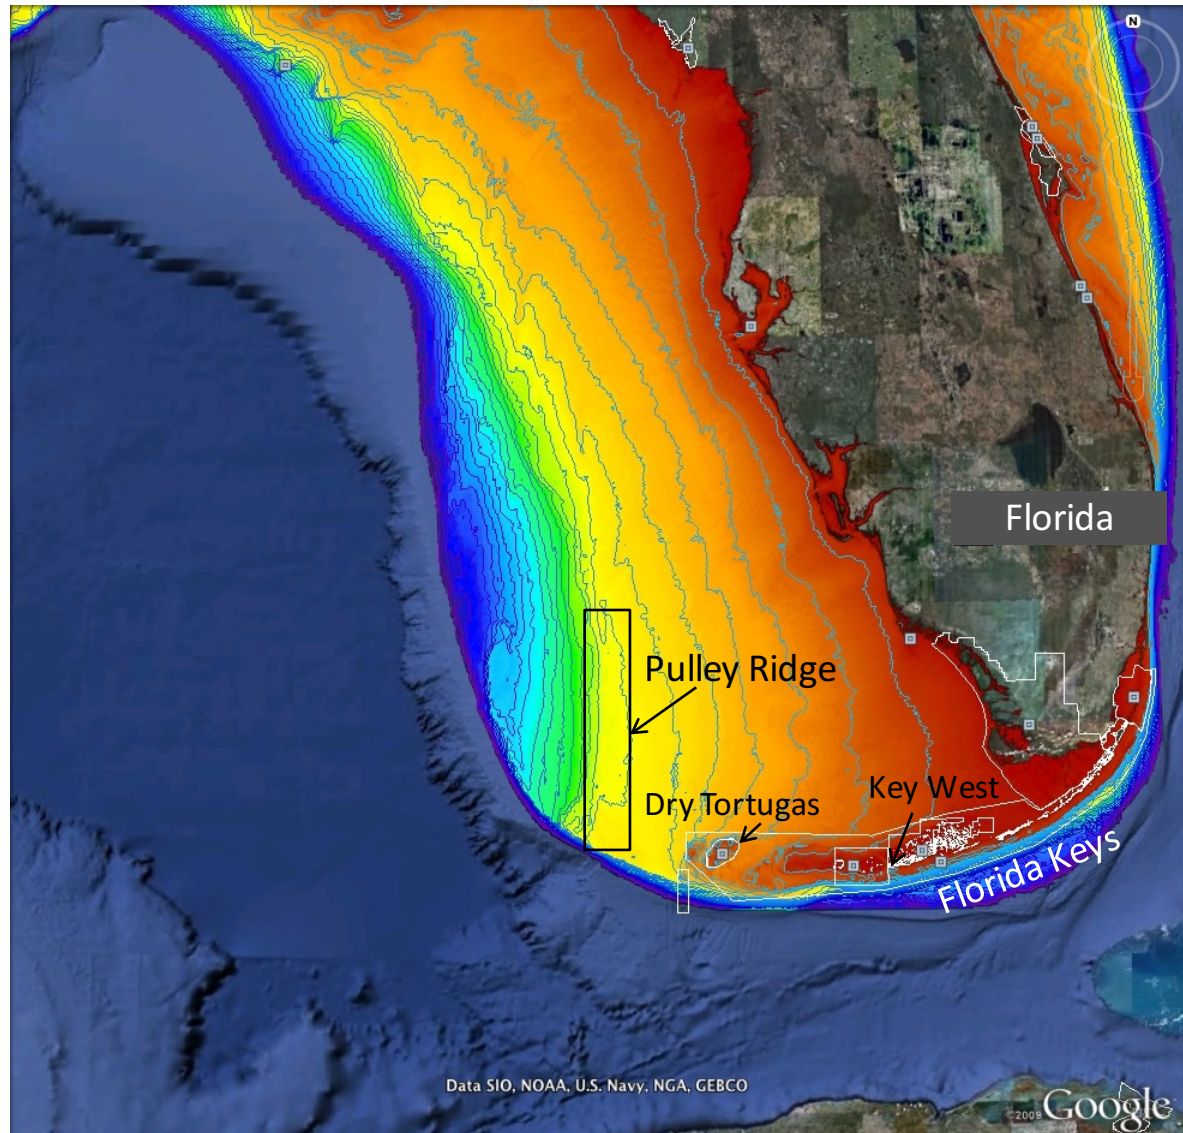 N
Florida
Pulley Ridge
Dry Tortugas
Key West
Florida Keys
Data SIO, NOAA, U.S. Navy, NGA, GEBCO
©2009 Google